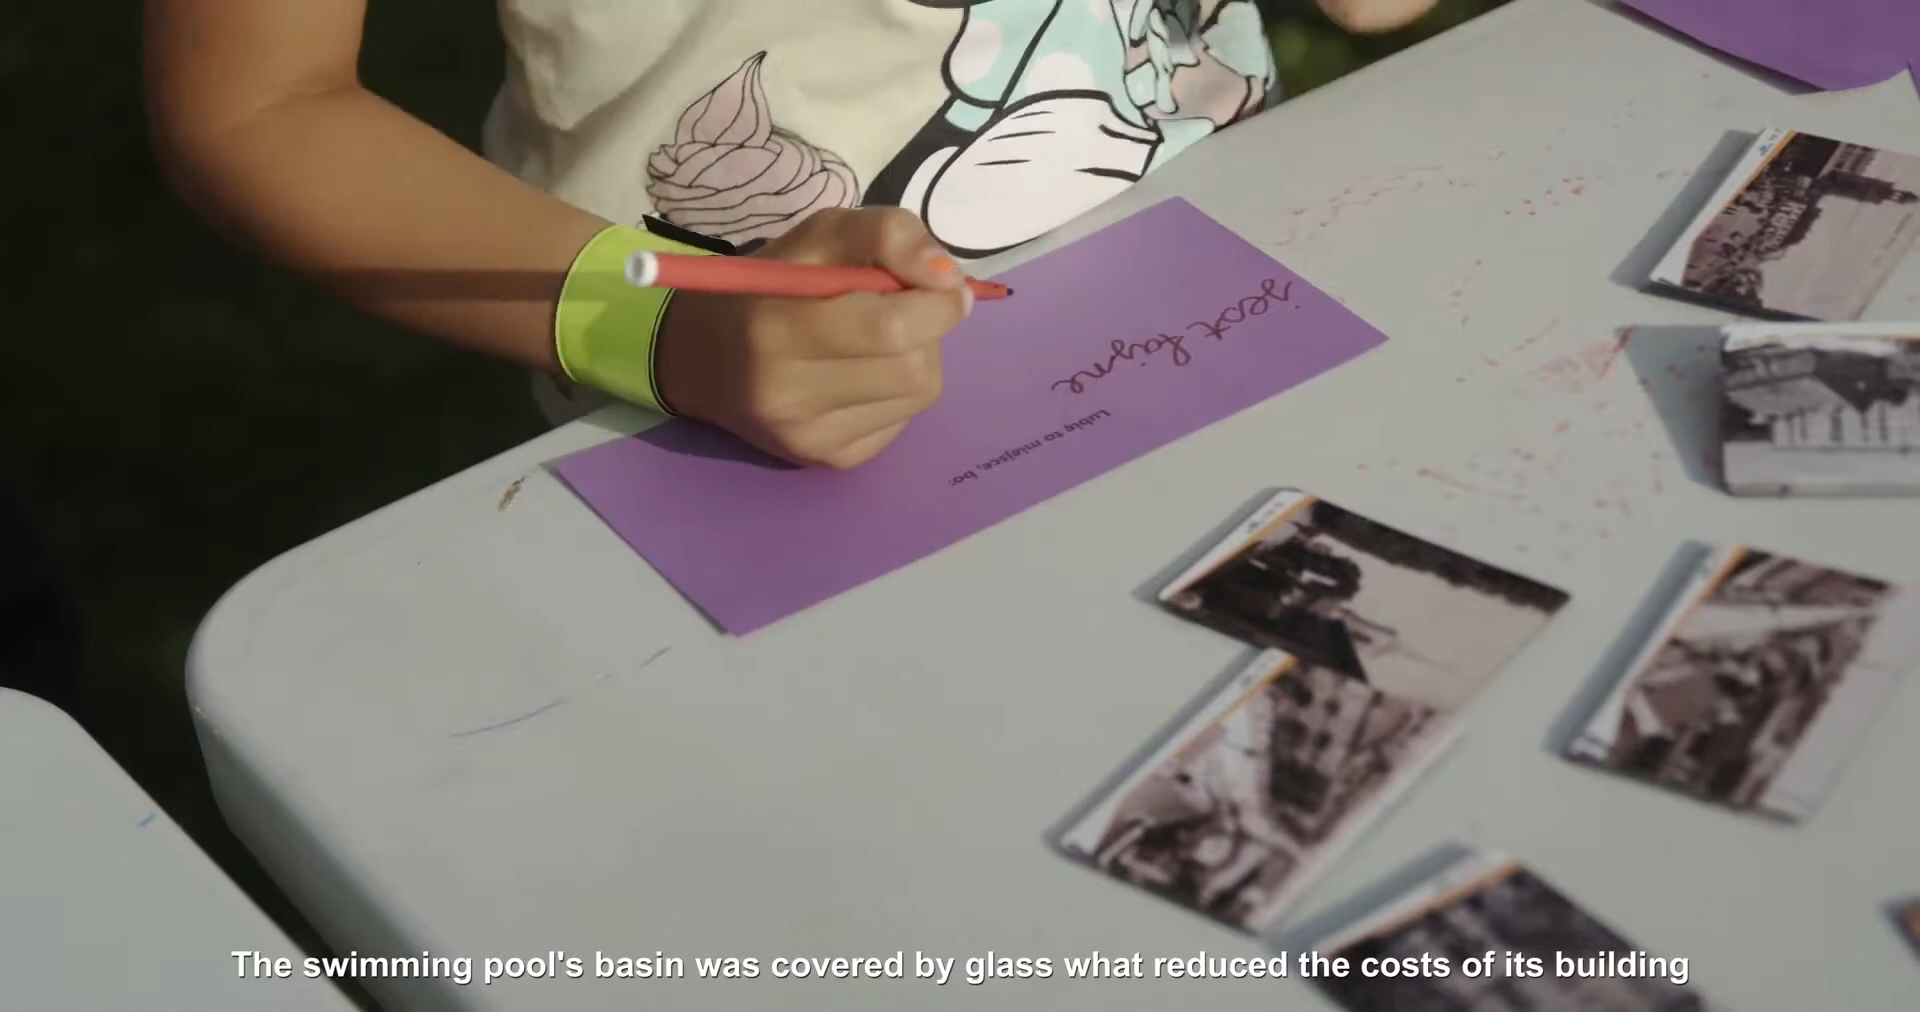 Lubię to miejsce, bo:
jest fajne
The swimming pool's basin was covered by glass what reduced the costs of its building